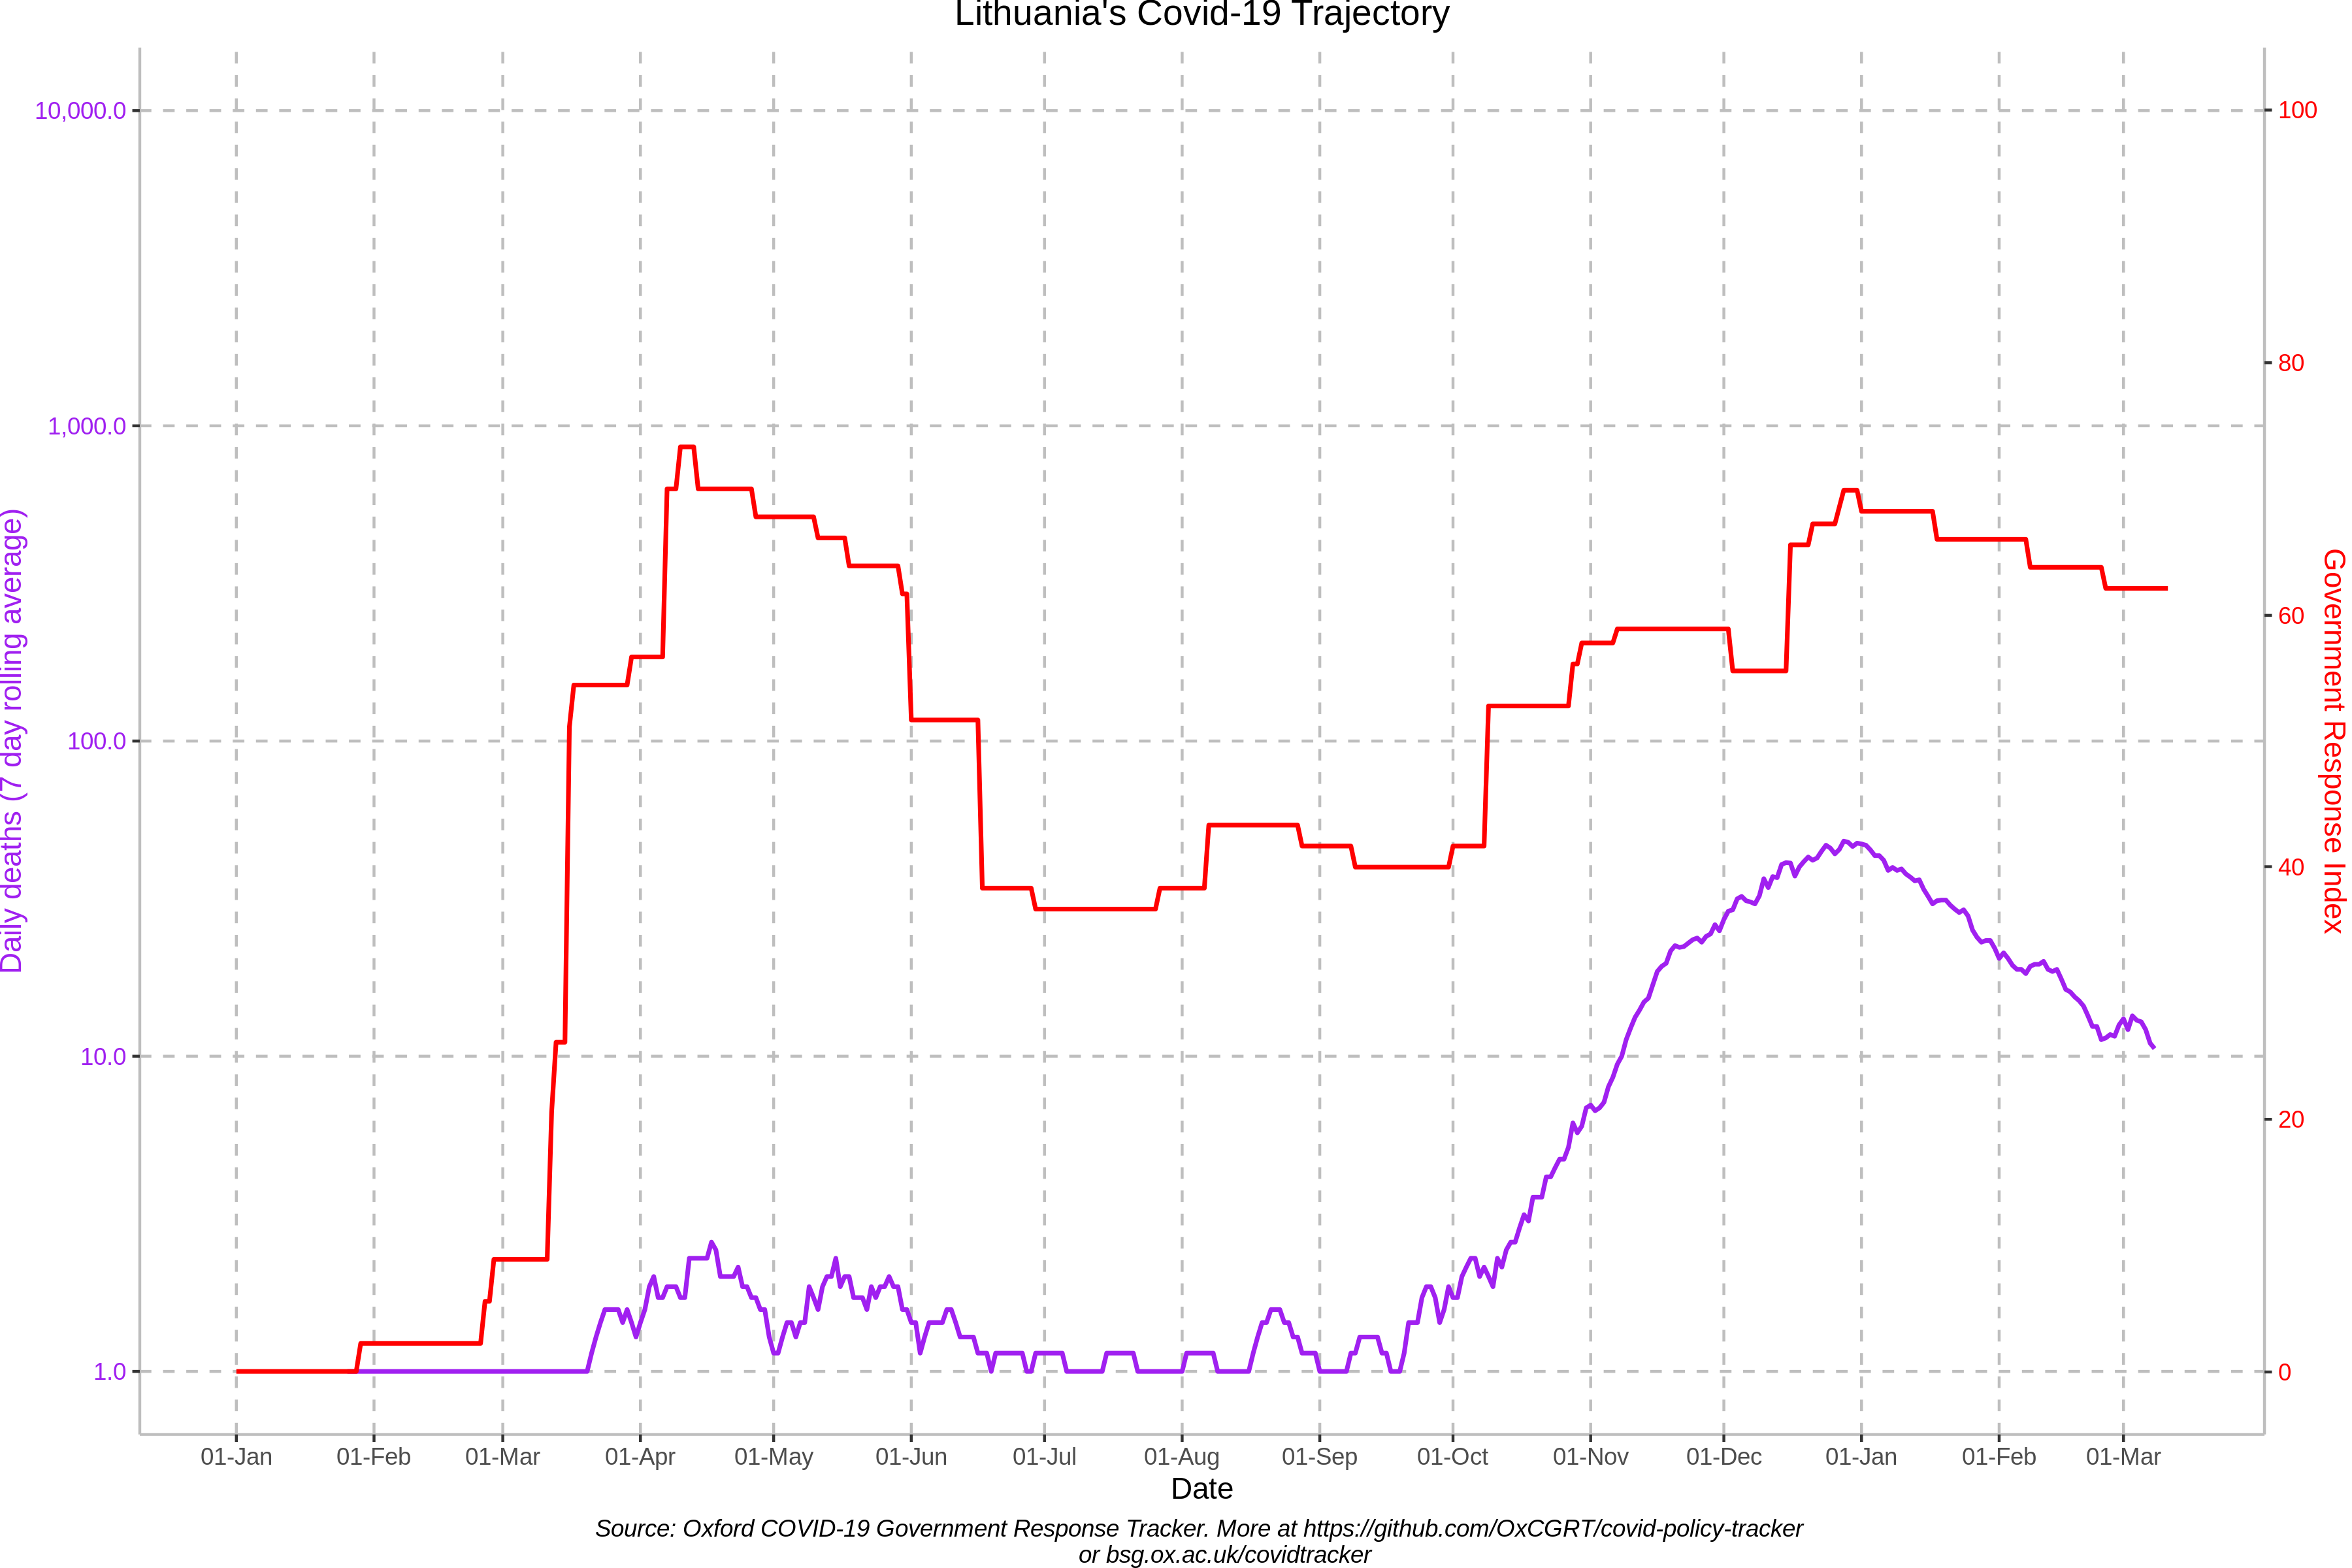 Lithuania's Covid-19 Trajectory
10,000.0
1,000.0
100.0
10.0
1.0
Daily deaths (7 day rolling average)
100
80
60
40
20
0
Government Response Index
01-Jan 01-Feb 01-Mar 01-Apr 01-May 01-Jun 01-Jul 01-Aug 01-Sep 01-Oct 01-Nov 01-Dec 01-Jan 01-Feb 01-Mar
Date
Source: Oxford COVID-19 Government Response Tracker. More at https://github.com/OxCGRT/covid-policy-tracker
or bsg.ox.ac.uk/covidtracker